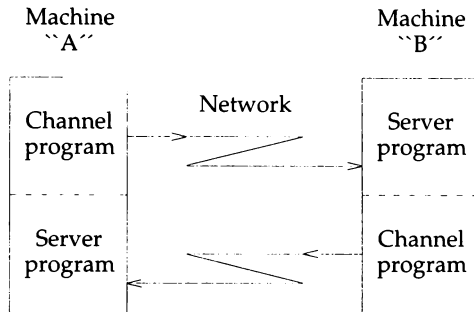 Machine
``A´´
Machine
``B´´
Network
Channel
program
Server
program
Server
program
Channel
program